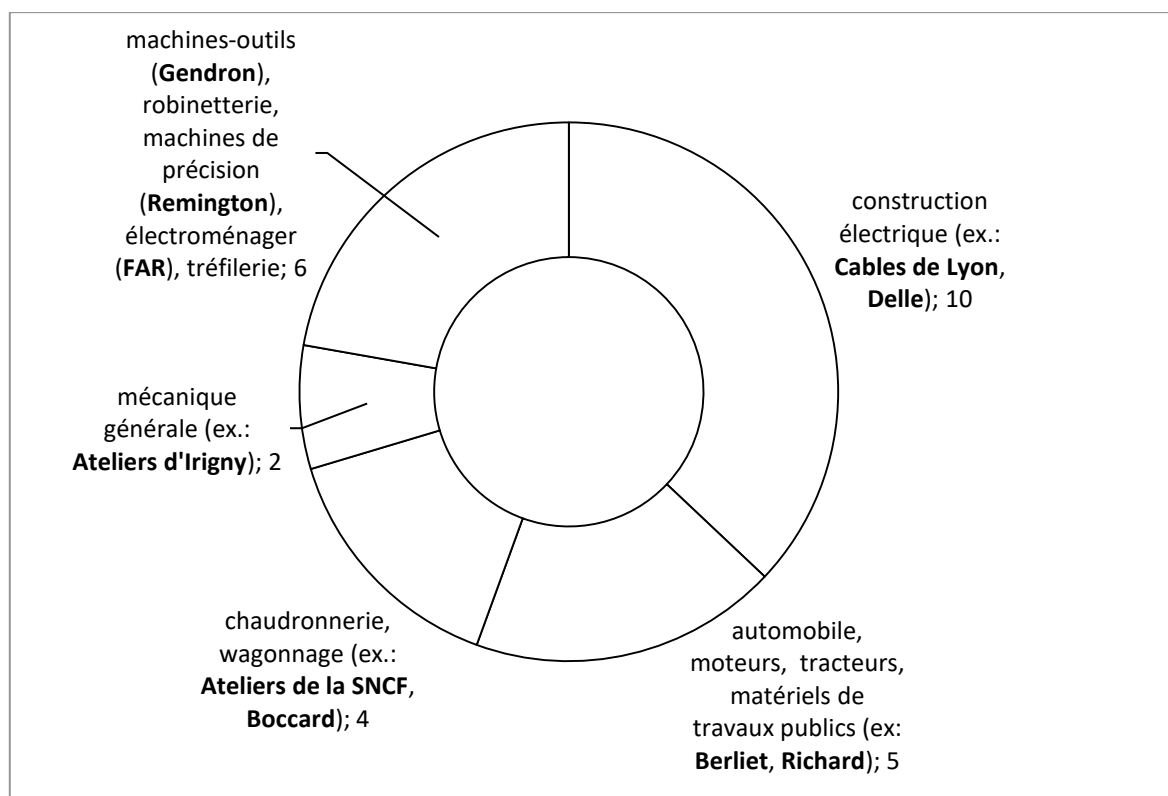 machines-outils
(Gendron),
robinetterie,
machines de
précision
(Remington),
électroménager
(FAR), tréfilerie; 6
construction
électrique (ex.:
Cables de Lyon,
Delle); 10
mécanique
générale (ex.:
Ateliers d'Irigny); 2
chaudronnerie,
wagonnage (ex.:
Ateliers de la SNCF,
Boccard); 4
automobile,
moteurs, tracteurs,
matériels de
travaux publics (ex:
Berliet, Richard); 5